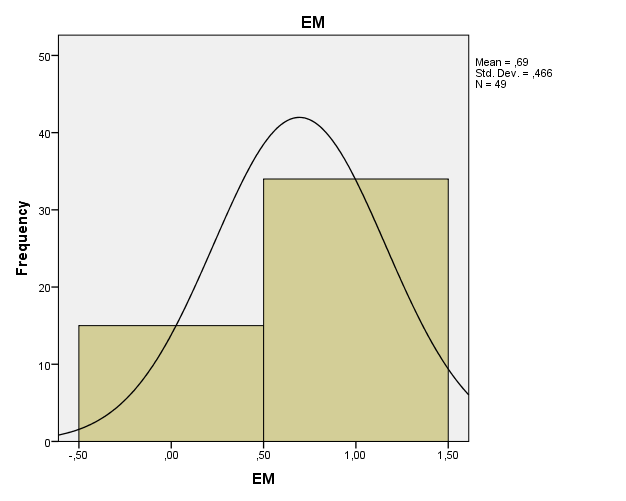 EM
Mean = ,69
Std. Dev. = ,466
N = 49
Frequency
50
40
30
20
10
0
-,50 ,00 ,50 1,00 1,50
EM